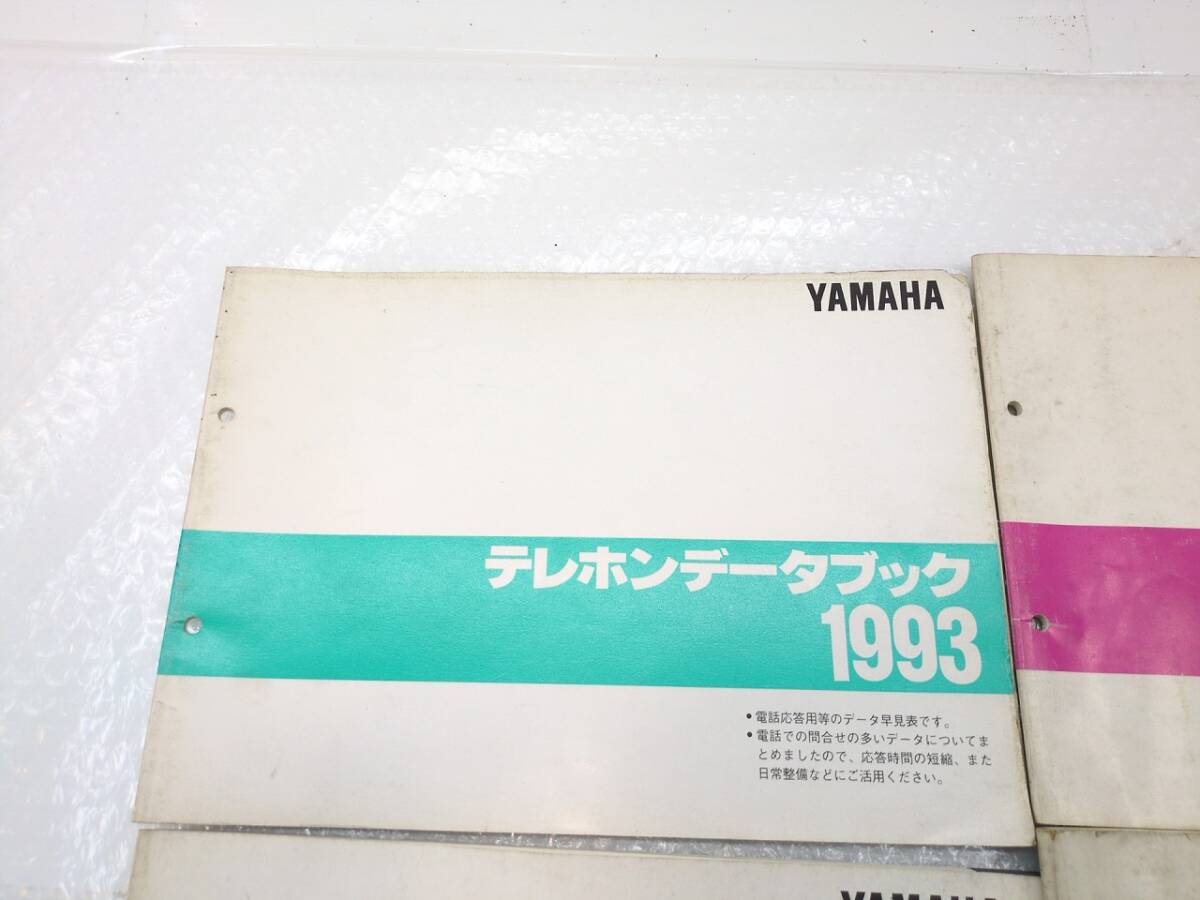 YAMAHA
テレホンデータブック
1993
•電話応答用等のデータ早見表です。
•電話での問合せの多いデータについてま
とめましたので、応答時間の短縮、また
日常整備などにご活用ください。
YAMAHA